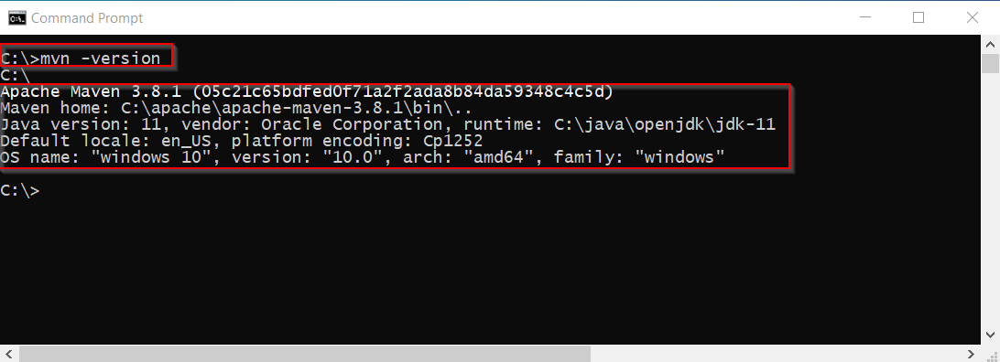 Command Prompt
C:\>mvn -version
C:\
Apache Maven 3.8.1 (05c21c65bdfed0f71a2f2ada8b84da59348c4c5d)
Maven home: C:\apache\apache-maven-3.8.1\bin\..
Java version: 11, vendor: Oracle Corporation, runtime: C:\java\openjdk\jdk-11
Default locale: en_US, platform encoding: Cp1252
OS name: "windows 10", version: "10.0", arch: "amd64", family: "windows"
C:\>